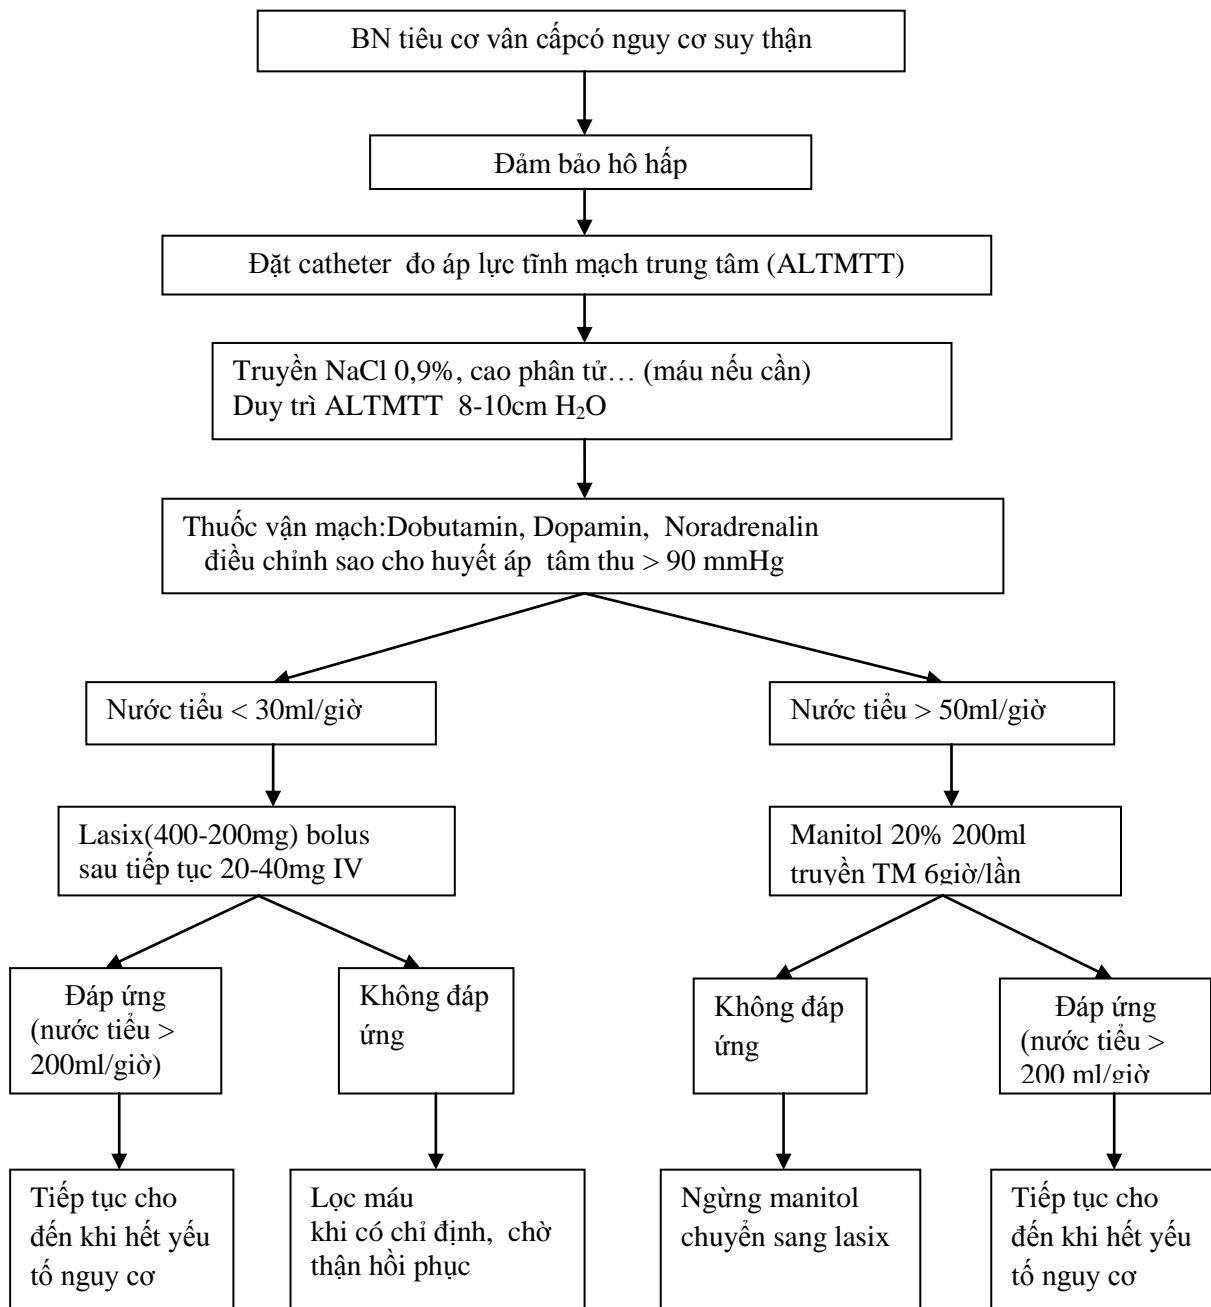 BN tiêu cơ vân cấpcó nguy cơ suy thận
Đảm bảo hô hấp
Đặt catheter đo áp lực tĩnh mạch trung tâm (ALTMTT)
Truyền NaCl 0,9%, cao phân tử… (máu nếu cần)
Duy trì ALTMTT 8-10cm H₂O
Thuốc vận mạch:Dobutamin, Dopamin, Noradrenalin
điều chỉnh sao cho huyết áp tâm thu > 90 mmHg
Nước tiểu < 30ml/giờ
Nước tiểu > 50ml/giờ
Lasix(400-200mg) bolus
sau tiếp tục 20-40mg IV
Manitol 20% 200ml
truyền TM 6giờ/lần
Đáp ứng
(nước tiểu >
200ml/giờ)
Không đáp
ứng
Không đáp
ứng
Đáp ứng
(nước tiểu >
200 ml/giờ
Tiếp tục cho
đến khi hết yếu
tố nguy cơ
Lọc máu
khi có chỉ định, chờ
thận hồi phục
Ngừng manitol
chuyển sang lasix
Tiếp tục cho
đến khi hết yếu
tố nguy cơ